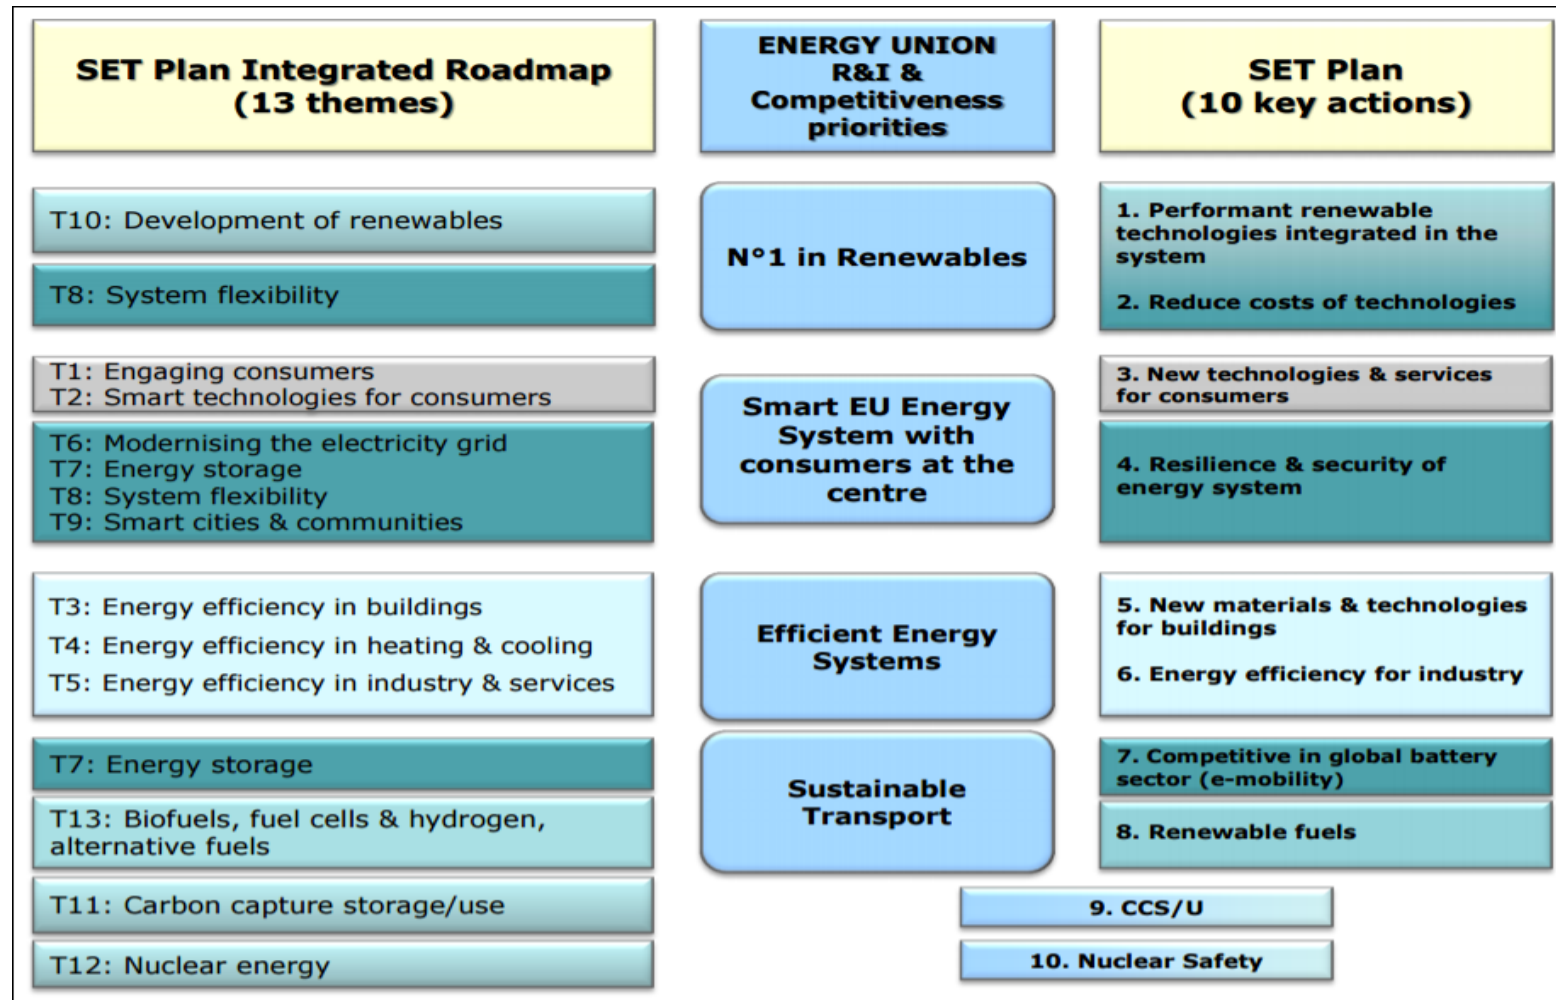 SET Plan Integrated Roadmap
(13 themes)
ENERGY UNION
R&I &
Competitiveness
priorities
SET Plan
(10 key actions)
T10: Development of renewables
T8: System flexibility
N°1 in Renewables
1. Performant renewable
technologies integrated in the
system
2. Reduce costs of technologies
T1: Engaging consumers
T2: Smart technologies for consumers
T6: Modernising the electricity grid
T7: Energy storage
T8: System flexibility
T9: Smart cities & communities
Smart EU Energy
System with
consumers at the
centre
3. New technologies & services
for consumers
4. Resilience & security of
energy system
T3: Energy efficiency in buildings
T4: Energy efficiency in heating & cooling
T5: Energy efficiency in industry & services
Efficient Energy
Systems
5. New materials & technologies
for buildings
6. Energy efficiency for industry
T7: Energy storage
T13: Biofuels, fuel cells & hydrogen,
alternative fuels
Sustainable
Transport
7. Competitive in global battery
sector (e-mobility)
8. Renewable fuels
T11: Carbon capture storage/use
9. CCS/U
T12: Nuclear energy
10. Nuclear Safety